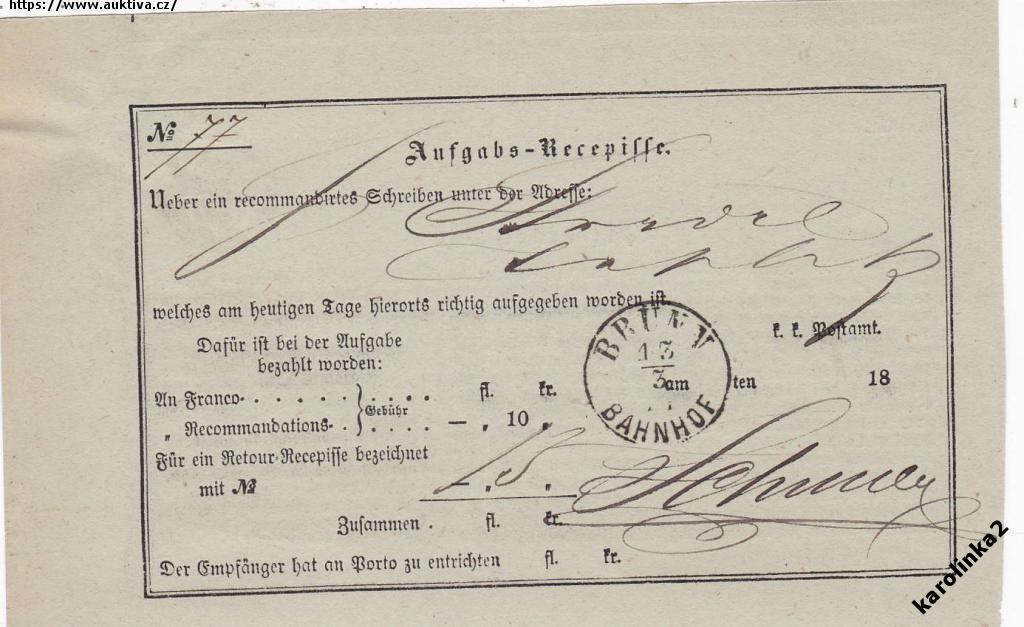 https://www.auktiva.cz/
№ 77
Aufgabs-Recepisse.
Ueber ein recommandirtes Schreiben unter der Adresse:
welches am heutigen Tage hierorts richtig aufgegeben worden ist.
BRÜNN
13
3
BAHNHOF
k. k. Postamt.
am ten 18
Dafür ist bei der Aufgabe
bezahlt worden:
An Franco . . . . . . . . . . fl. kr.
Gebühr
„ Recommandations- . . . . . — . 10 .
Für ein Retour-Recepisse bezeichnet
mit №
Zusammen . fl. kr.
Der Empfänger hat an Porto zu entrichten fl. kr.
karolinka2